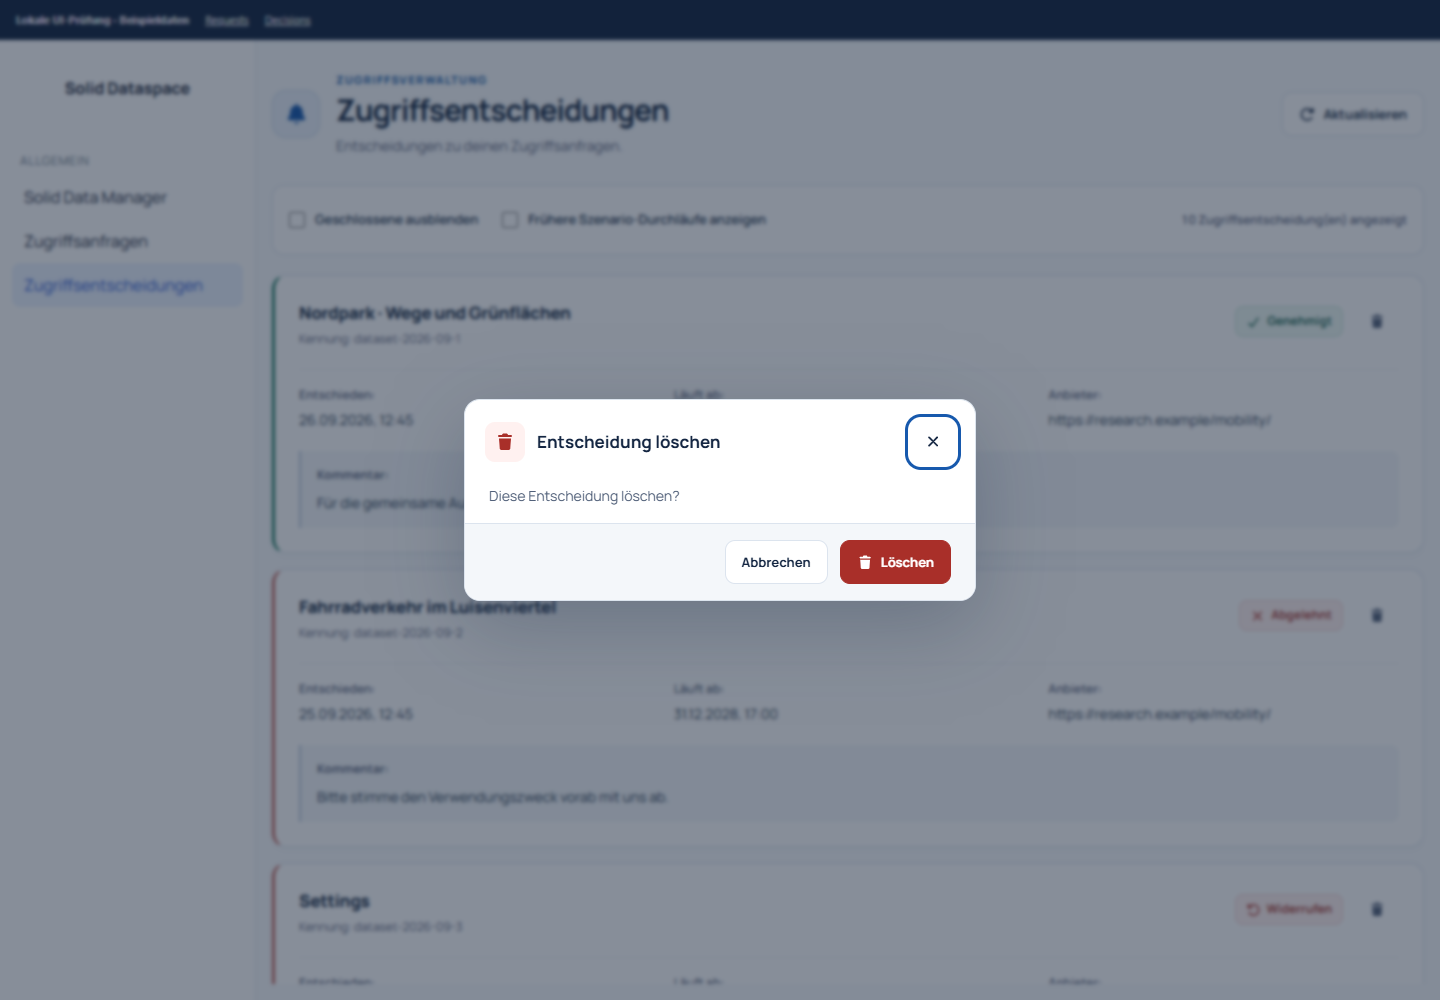 Lokale UI-Prüfung · Beispieldaten Requests Decisions
Solid Dataspace
ALLGEMEIN
Solid Data Manager
Zugriffsanfragen
Zugriffsentscheidungen
ZUGRIFFSVERWALTUNG
Zugriffsentscheidungen
Entscheidungen zu deinen Zugriffsanfragen.
Aktualisieren
Geschlossene ausblenden Frühere Szenario-Durchläufe anzeigen 10 Zugriffsentscheidung(en) angezeigt
Nordpark · Wege und Grünflächen
Genehmigt
Kennung: dataset-2026-09-1
Entschieden: Läuft ab: Anbieter:
26.09.2026, 12:45 https://research.example/mobility/
Kommentar:
Für die gemeinsame
Entscheidung löschen
Diese Entscheidung löschen?
Abbrechen Löschen
Fahrradverkehr im Luisenviertel
Abgelehnt
Kennung: dataset-2026-09-2
Entschieden: Läuft ab: Anbieter:
25.09.2026, 12:45 31.12.2028, 17:00 https://research.example/mobility/
Kommentar:
Bitte stimme den Verwendungszweck vorab mit uns ab.
Settings
Widerrufen
Kennung: dataset-2026-09-3
Entschieden: Läuft ab: Anbieter: